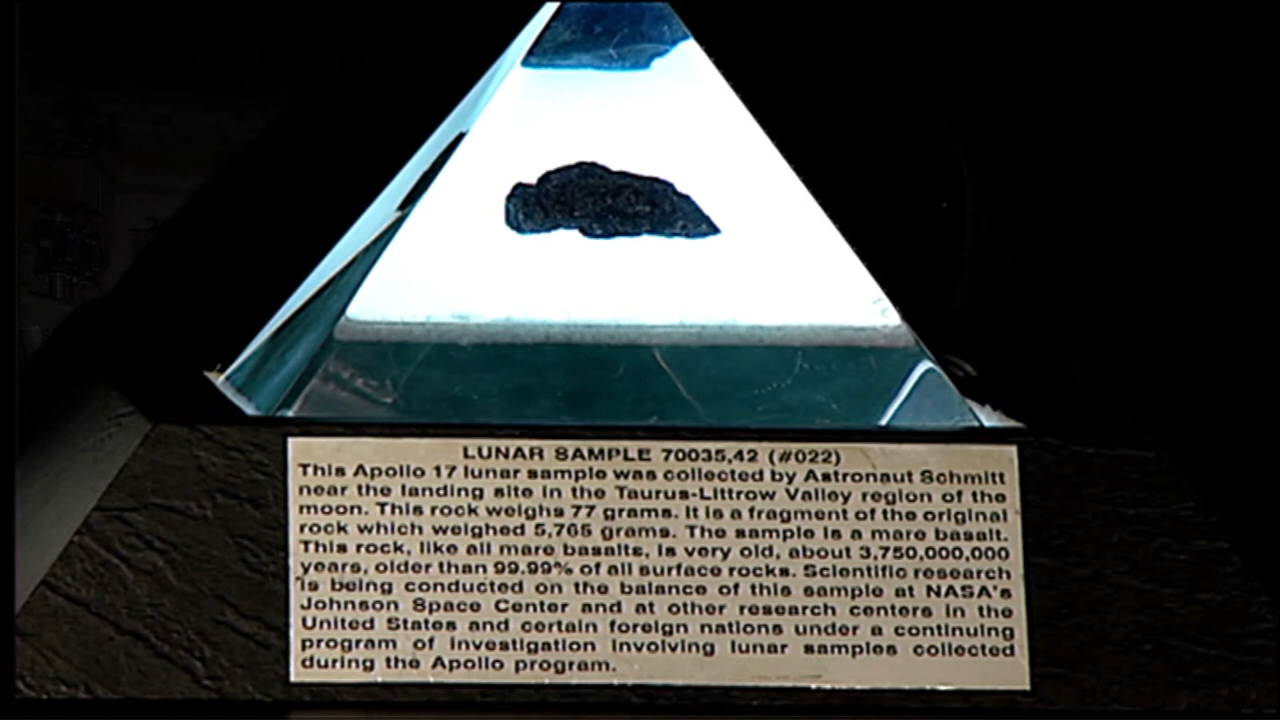 LUNAR SAMPLE 70035,42 (#022)
This Apollo 17 lunar sample was collected by Astronaut Schmitt
near the landing site in the Taurus-Littrow Valley region of the
moon. This rock weighs 77 grams. It is a fragment of the original
rock which weighed 5,765 grams. The sample is a mare basalt.
This rock, like all mare basalts, is very old, about 3,750,000,000
years, older than 99.99% of all surface rocks. Scientific research
is being conducted on the balance of this sample at NASA's
Johnson Space Center and at other research centers in the
United States and certain foreign nations under a continuing
program of investigation involving lunar samples collected
during the Apollo program.